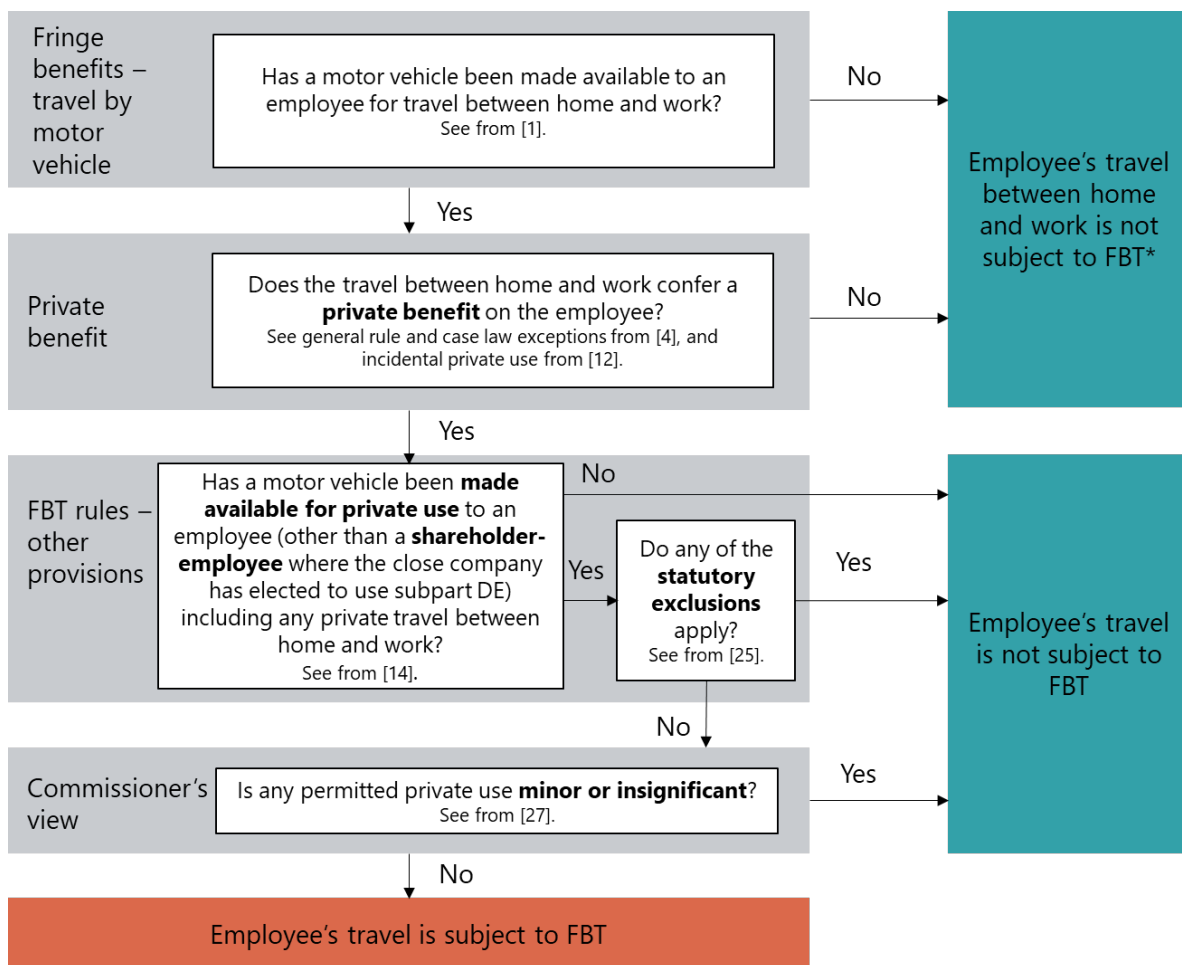 Fringe
benefits –
travel by
motor
vehicle
Has a motor vehicle been made available to an
employee for travel between home and work?
See from [1].
No
Employee’s travel
between home
and work is not
subject to FBT*
Yes
Private
benefit
Does the travel between home and work confer a
private benefit on the employee?
See general rule and case law exceptions from [4], and
incidental private use from [12].
No
Yes
FBT rules –
other
provisions
Has a motor vehicle been made
available for private use to an
employee (other than a shareholder-
employee where the close company
has elected to use subpart DE)
including any private travel between
home and work?
See from [14].
No
Yes
Do any of the
statutory
exclusions
apply?
See from [25].
Yes
Employee’s travel
is not subject to
FBT
No
Commissioner’s
view
Is any permitted private use minor or insignificant?
See from [27].
Yes
No
Employee’s travel is subject to FBT